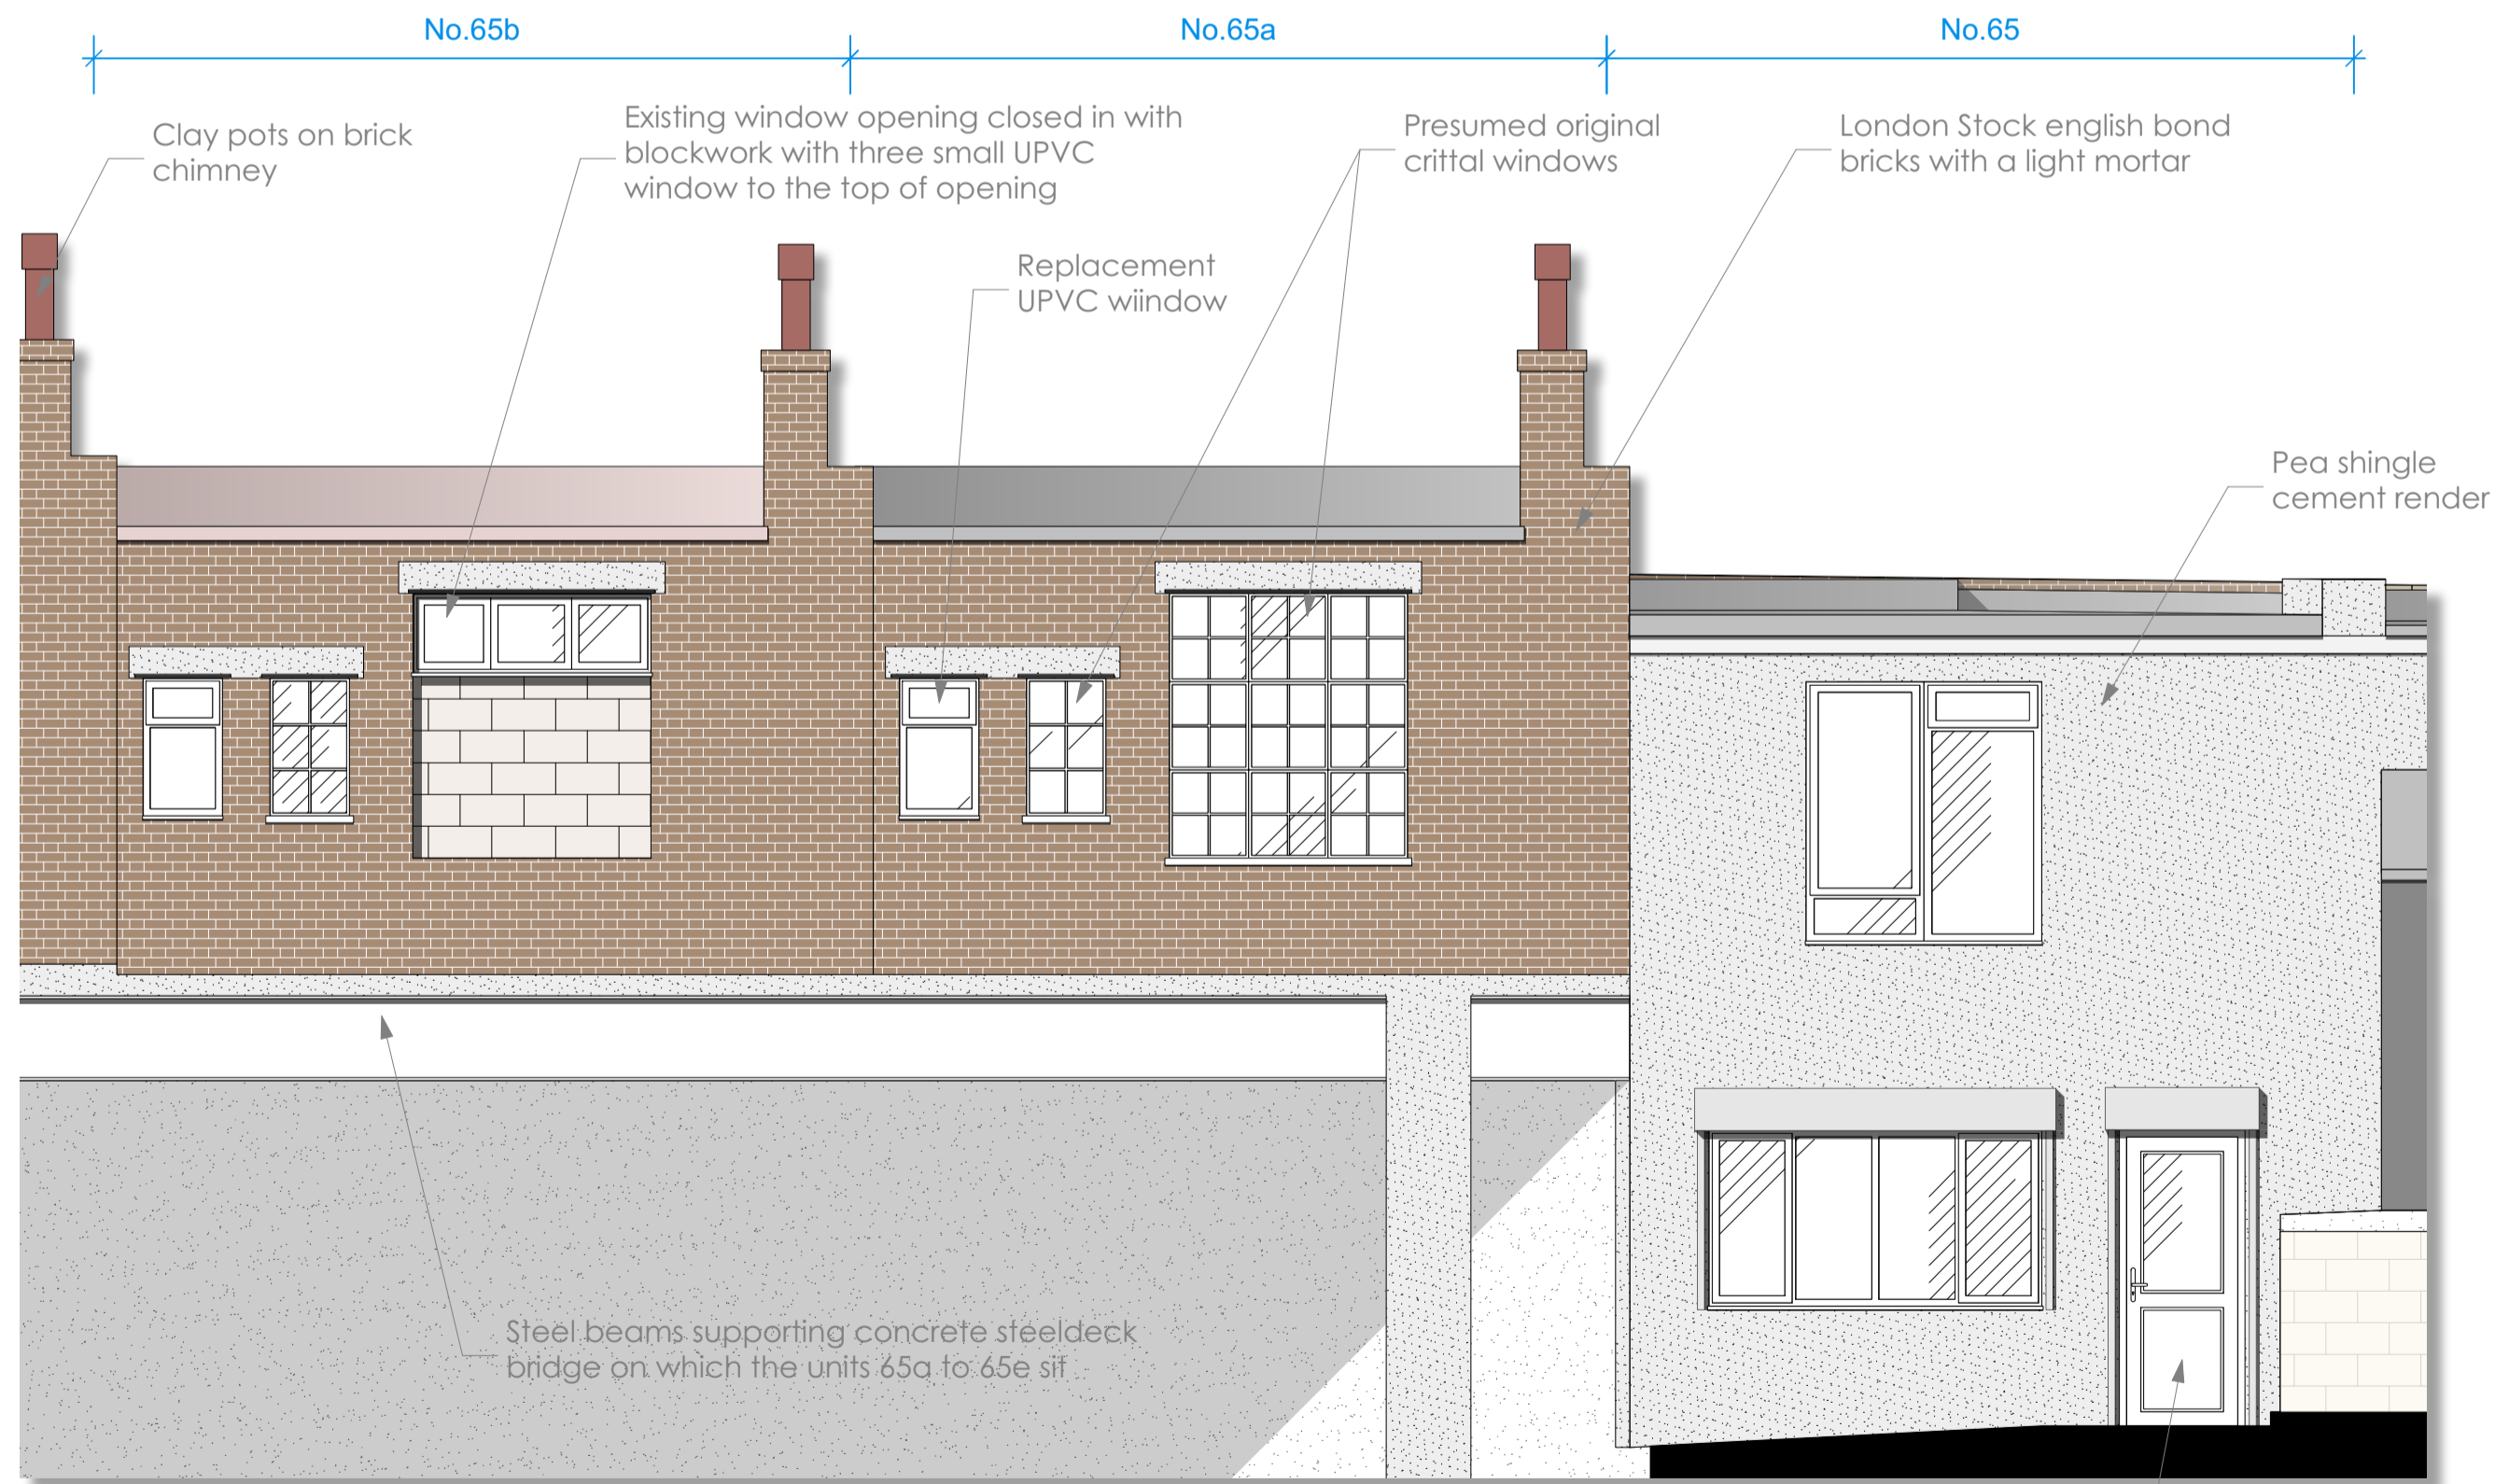 No.65b
No.65a
No.65
Clay pots on brick
chimney
Existing window opening closed in with
blockwork with three small UPVC
window to the top of opening
Replacement
UPVC wiindow
Presumed original
crittal windows
London Stock english bond
bricks with a light mortar
Pea shingle
cement render
Steel beams supporting concrete steeldeck
bridge on which the units 65a to 65e sit